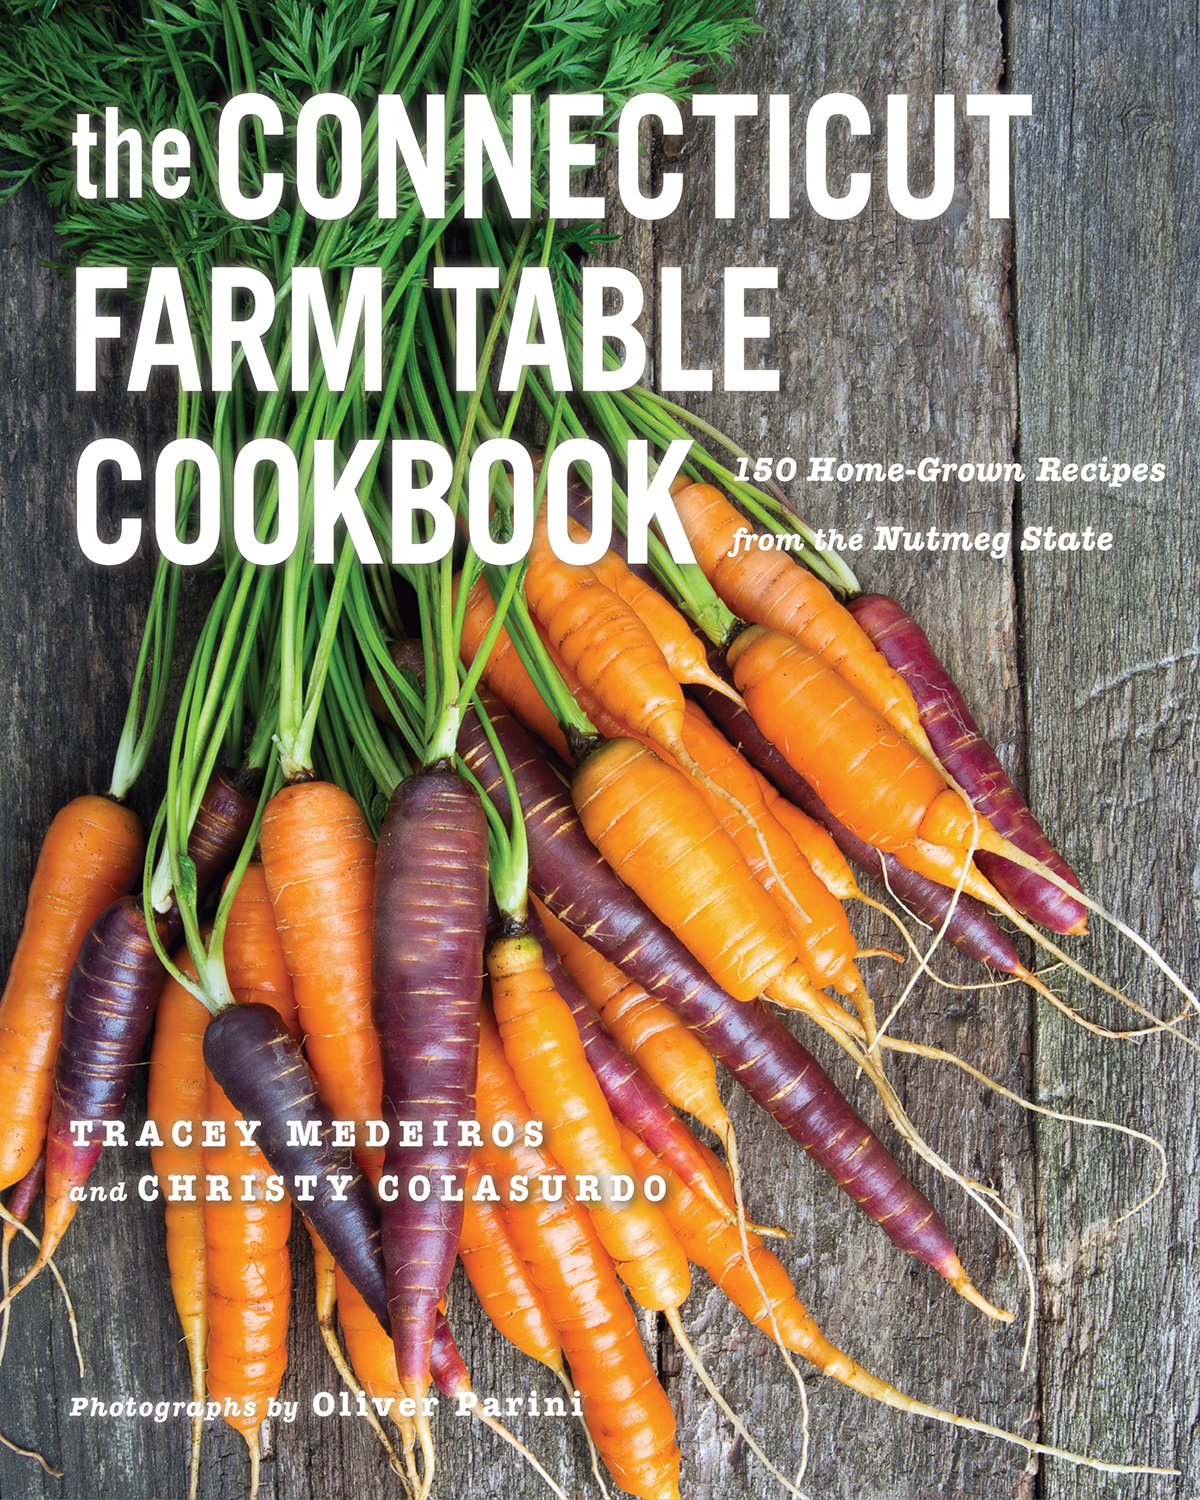 the CONNECTICUT
FARM TABLE
COOKBOOK
150 Home-Grown Recipes
from the Nutmeg State
TRACEY MEDEIROS
and CHRISTY COLASURDO
Photographs by Oliver Parini